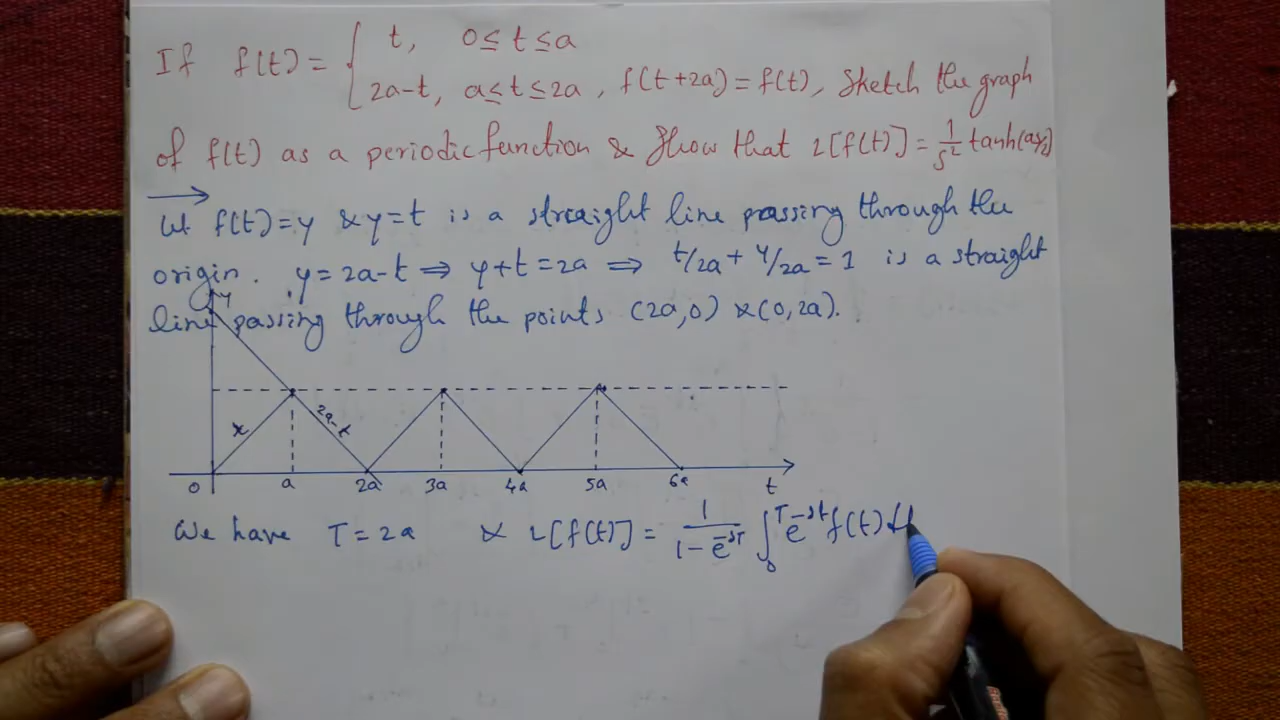 If f(t) = { t, 0 ≤ t ≤ a
2a-t, a ≤ t ≤ 2a, f(t+2a) = f(t), Sketch the graph
of f(t) as a periodic function & Show that L[f(t)] = 1/s² tanh(as/2)
Let f(t) = y & y = t is a straight line passing through the
origin. y = 2a-t ⇒ y+t = 2a ⇒ t/2a + y/2a = 1 is a straight
line passing through the points (2a,0) & (0,2a).
y
x 2a-t
0 a 2a 3a 4a 5a 6a t
We have T = 2a & L[f(t)] = 1/(1-e^-sT) ∫₀^T e^-st f(t) dt